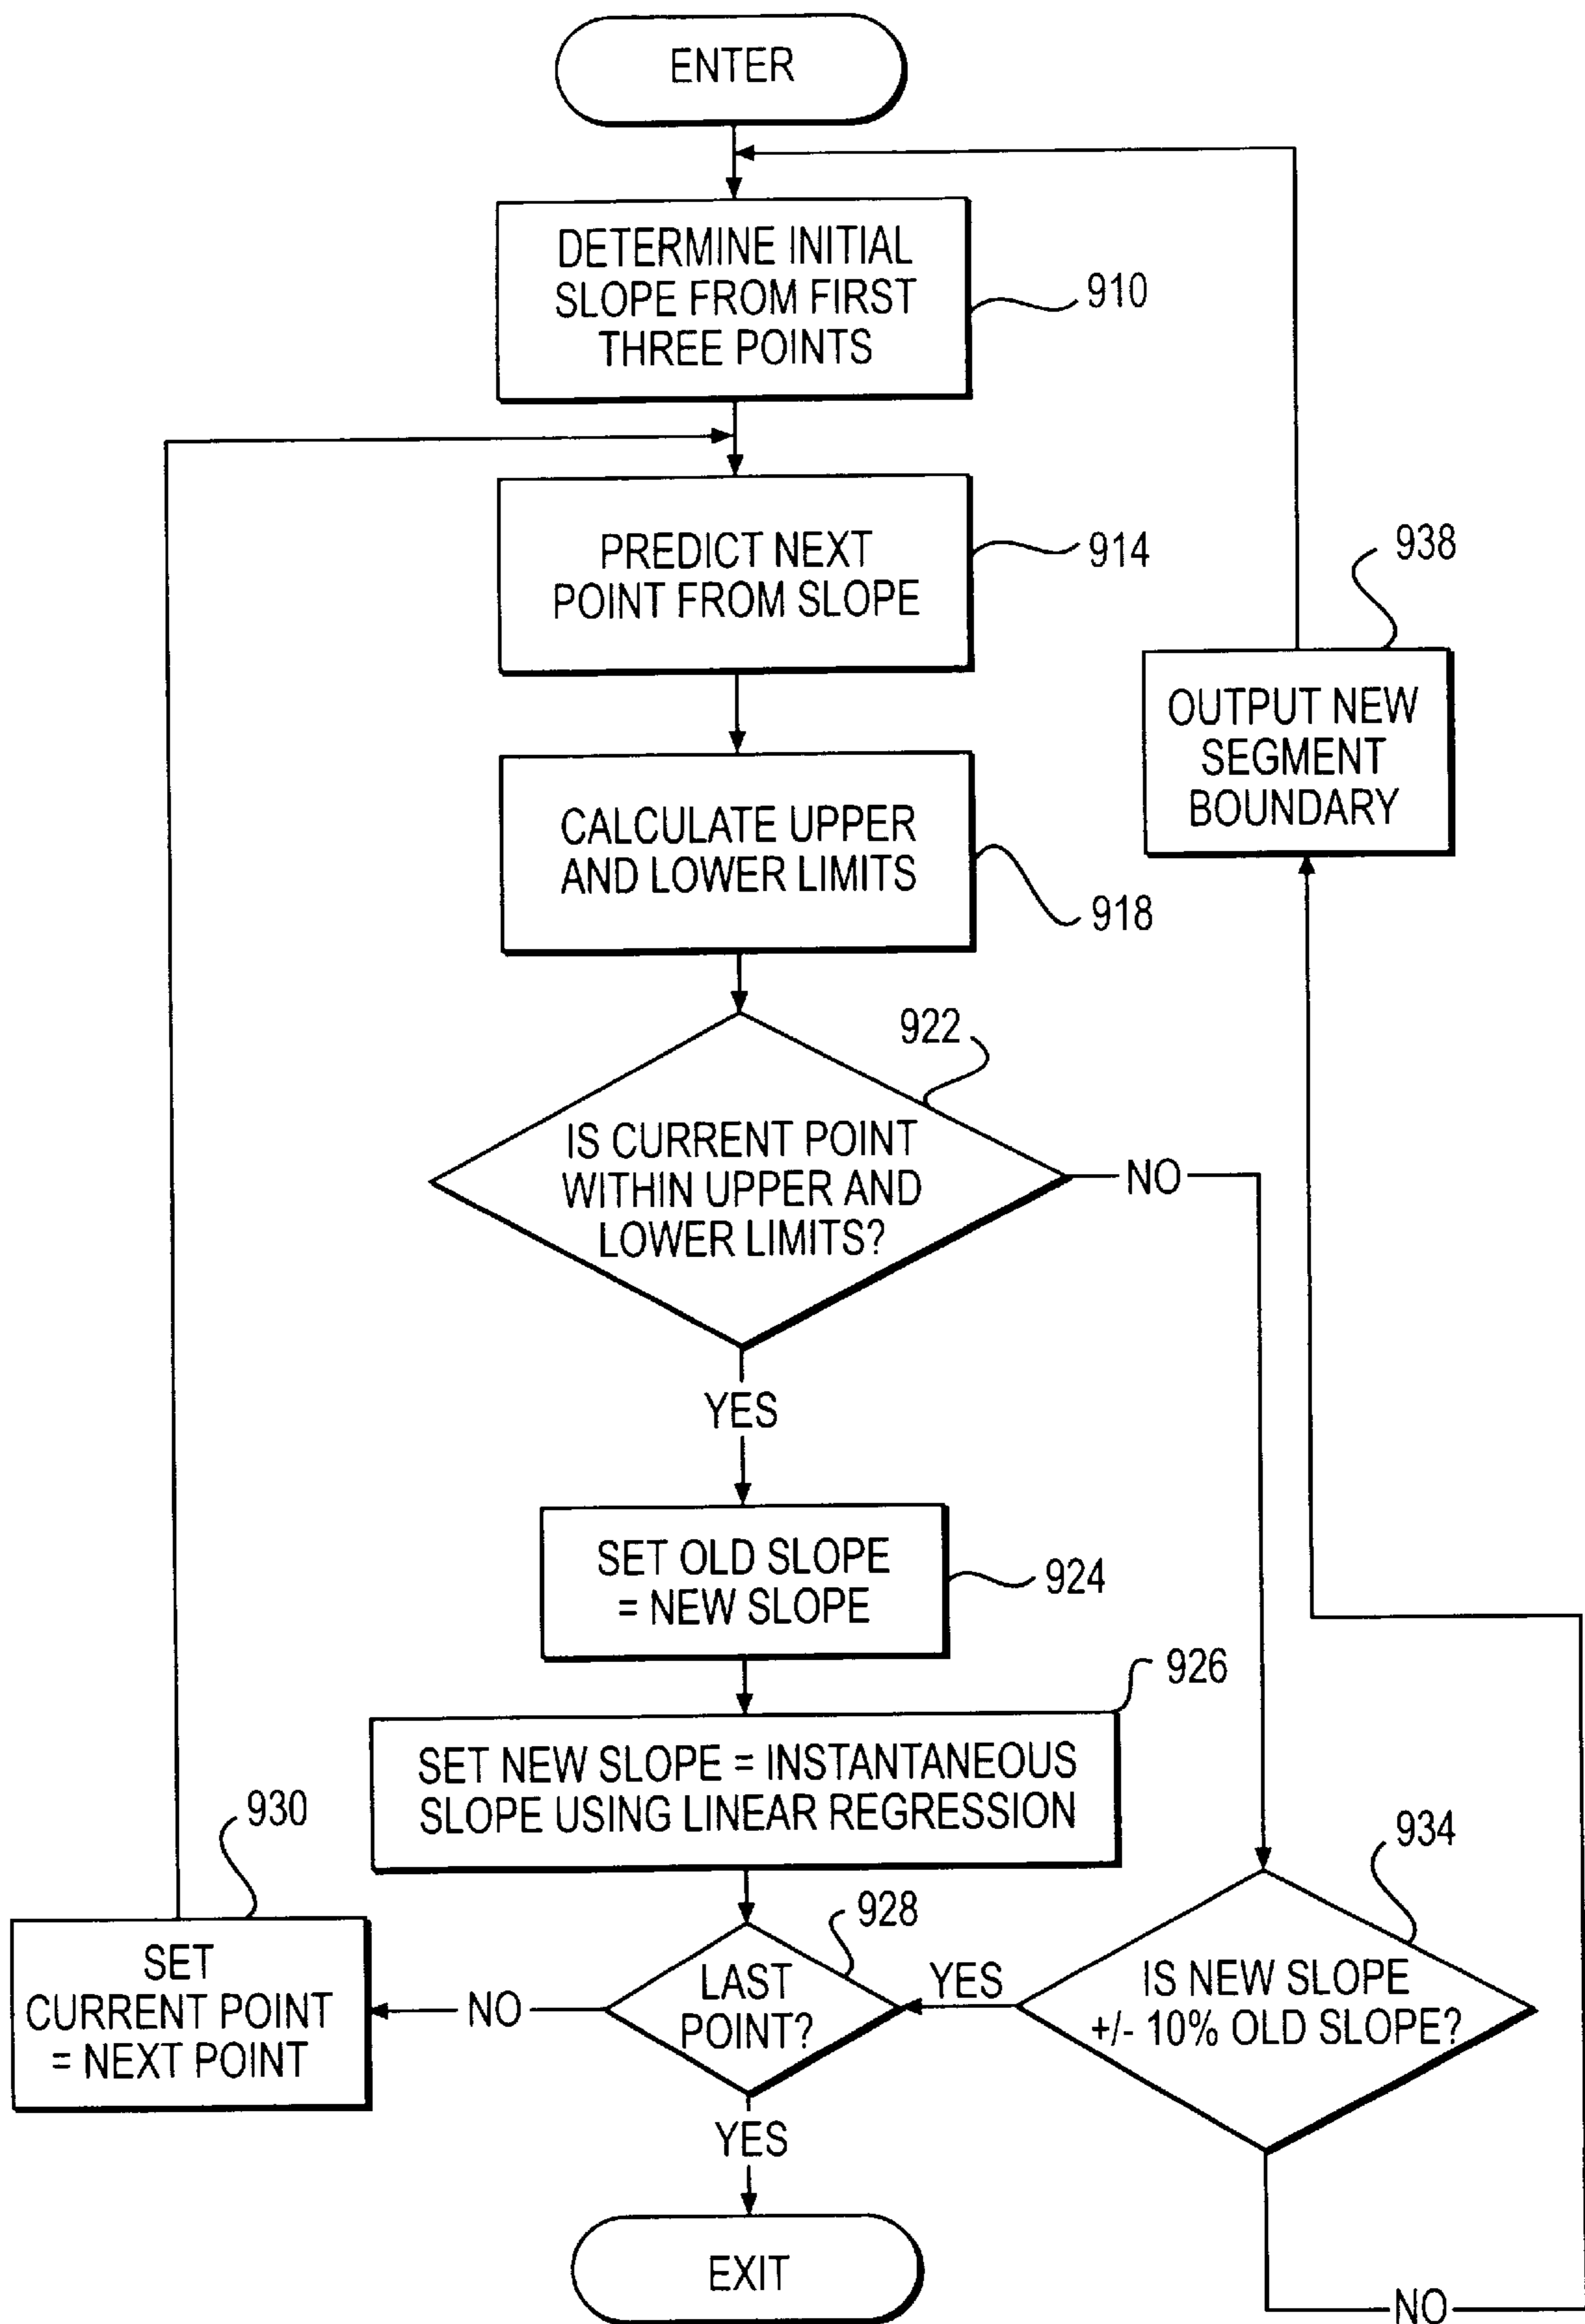 ENTER
DETERMINE INITIAL
SLOPE FROM FIRST
THREE POINTS
910
PREDICT NEXT
POINT FROM SLOPE
914
938
OUTPUT NEW
SEGMENT
BOUNDARY
CALCULATE UPPER
AND LOWER LIMITS
918
922
IS CURRENT POINT
WITHIN UPPER AND
LOWER LIMITS?
NO
YES
SET OLD SLOPE
= NEW SLOPE
924
926
SET NEW SLOPE = INSTANTANEOUS
SLOPE USING LINEAR REGRESSION
930
SET
CURRENT POINT
= NEXT POINT
NO
928
LAST
POINT?
YES
934
IS NEW SLOPE
+/- 10% OLD SLOPE?
YES
EXIT
NO